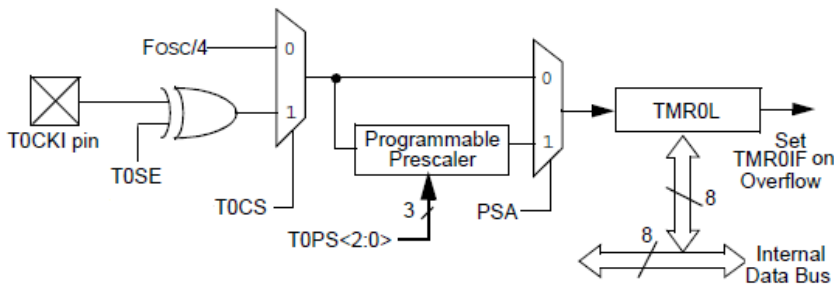 FOSC/4
0
1
T0CKI pin
T0SE
T0CS
Programmable
Prescaler
3
T0PS<2:0>
0
1
PSA
TMR0L
Set
TMR0IF on
Overflow
8
8
Internal
Data Bus